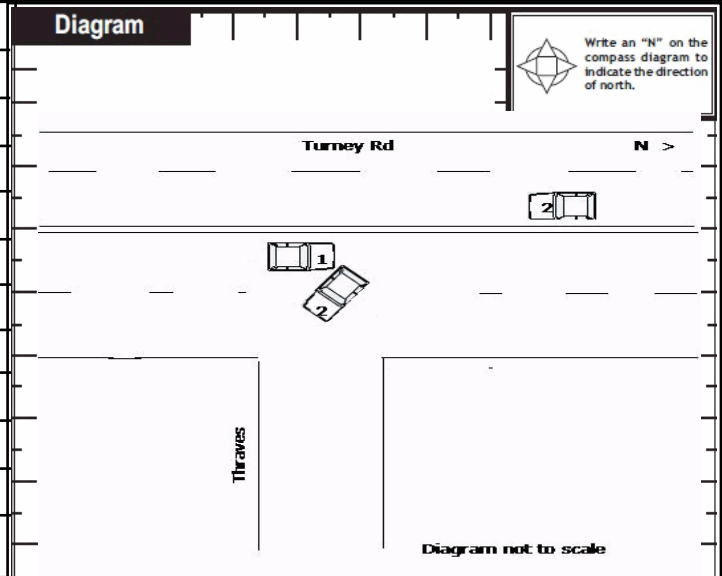 Diagram
Write an “N” on the
compass diagram to
indicate the direction
of north.
Turney Rd
N >
2
1
2
Thraves
Diagram not to scale